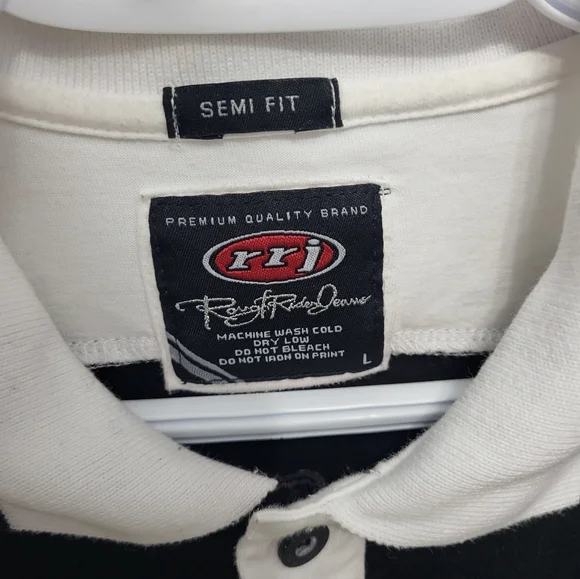 SEMI FIT
PREMIUM QUALITY BRAND
rrj
Rough Rider Jeans
MACHINE WASH COLD
DRY LOW
DO NOT BLEACH
DO NOT IRON ON PRINT
L